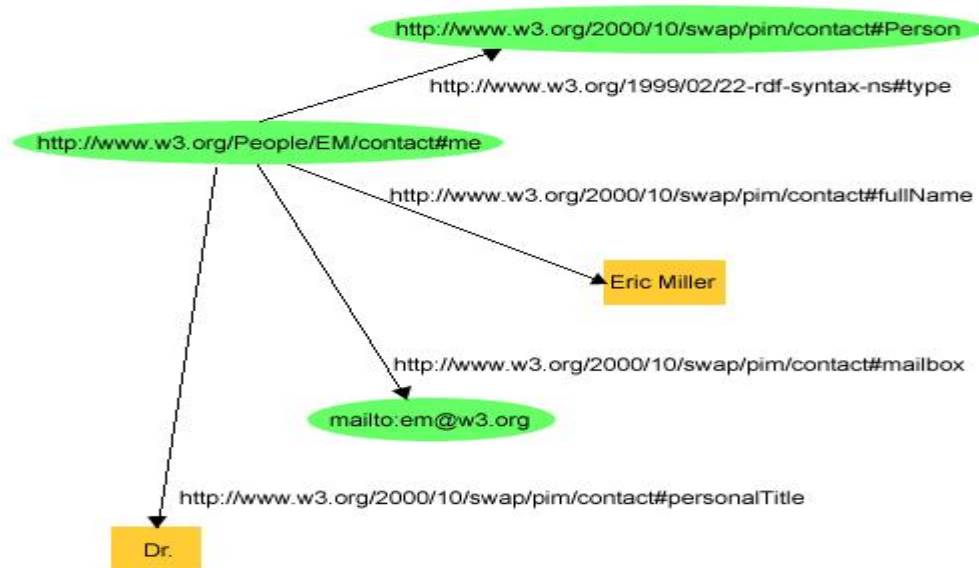 http://www.w3.org/2000/10/swap/pim/contact#Person
http://www.w3.org/1999/02/22-rdf-syntax-ns#type
http://www.w3.org/People/EM/contact#me
http://www.w3.org/2000/10/swap/pim/contact#fullName
Eric Miller
http://www.w3.org/2000/10/swap/pim/contact#mailbox
mailto:em@w3.org
http://www.w3.org/2000/10/swap/pim/contact#personalTitle
Dr.